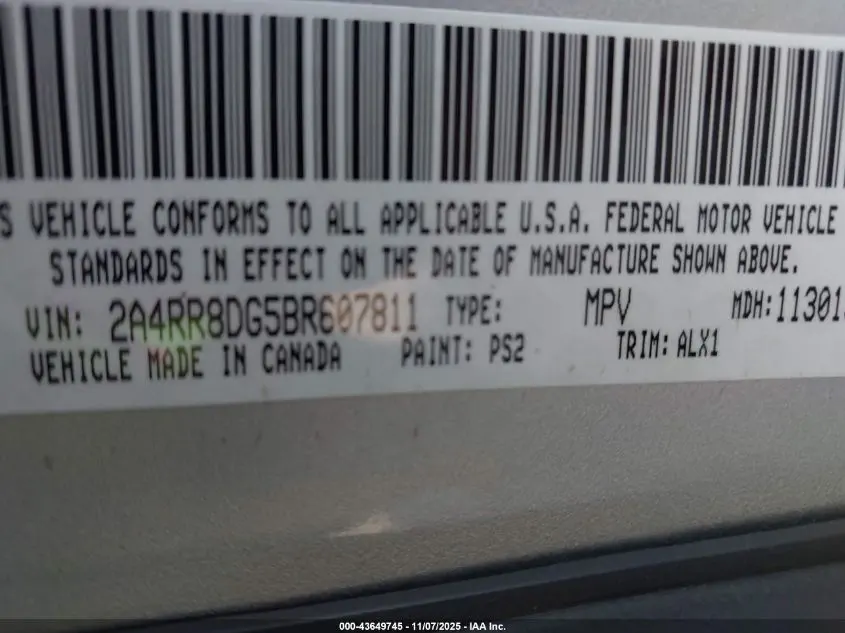 S VEHICLE CONFORMS TO ALL APPLICABLE U.S.A. FEDERAL MOTOR VEHICLE
STANDARDS IN EFFECT ON THE DATE OF MANUFACTURE SHOWN ABOVE.
VIN: 2A4RR8DG5BR607811 TYPE: MPV MDH:11301
VEHICLE MADE IN CANADA PAINT: PS2 TRIM: ALX1
000-43649745 - 11/07/2025 - IAA Inc.